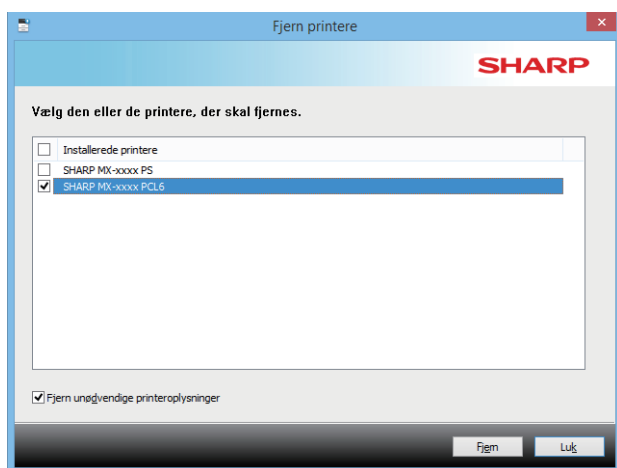 Fjern printere
SHARP
Vælg den eller de printere, der skal fjernes.
Installerede printere
SHARP MX-xxxx PS
SHARP MX-xxxx PCL6
Fjern unødvendige printeroplysninger
Fjern Luk